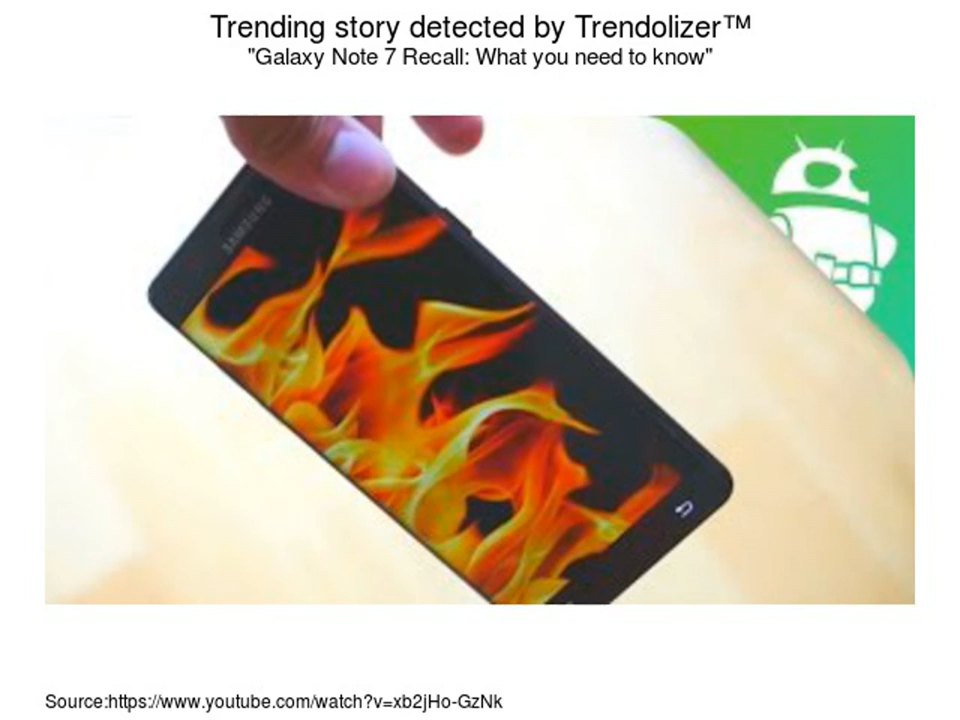 Trending story detected by Trendolizer™
"Galaxy Note 7 Recall: What you need to know"
SAMSUNG
Source:https://www.youtube.com/watch?v=xb2jHo-GzNk